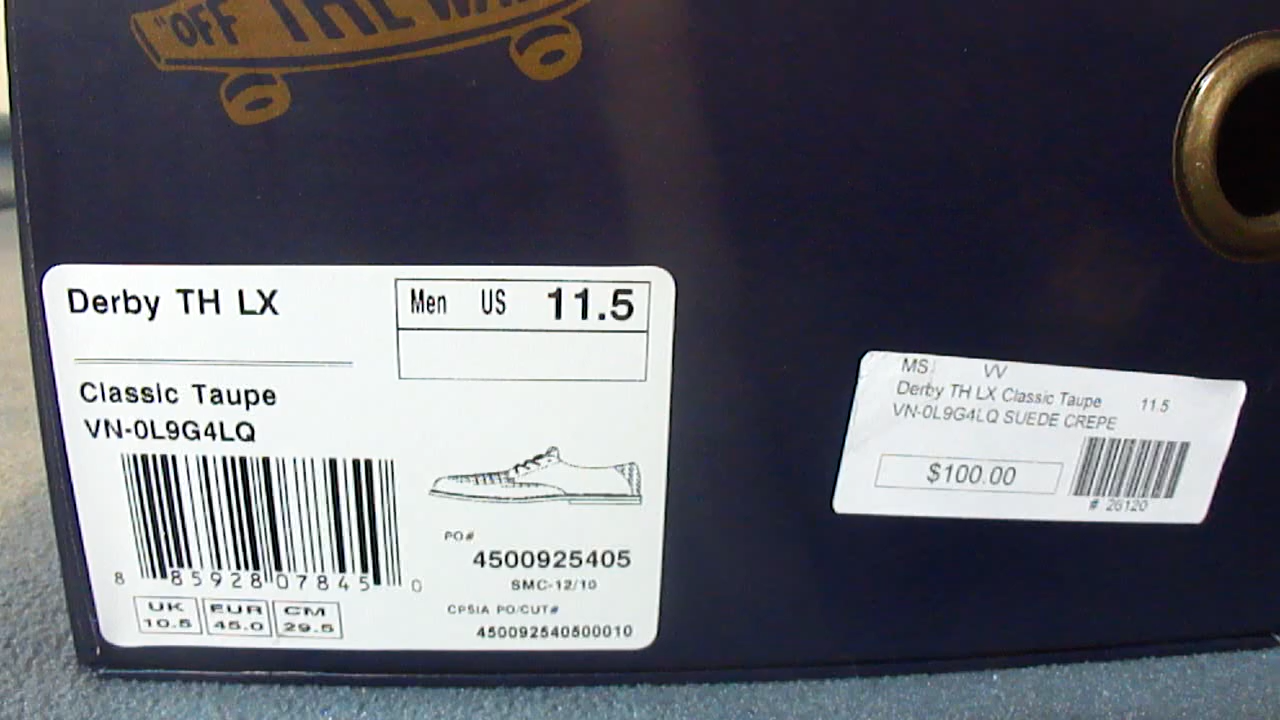 "OFF THE WAL
Derby TH LX
Men US 11.5
Classic Taupe
VN-0L9G4LQ
8 85928 07845 0
PO#
4500925405
SMC-12/10
CPSIA PO/CUT#
450092540500010
UK EUR CM
10.5 45.0 29.5
MS VV
Derby TH LX Classic Taupe 11.5
VN-0L9G4LQ SUEDE CREPE
$100.00
# 26120